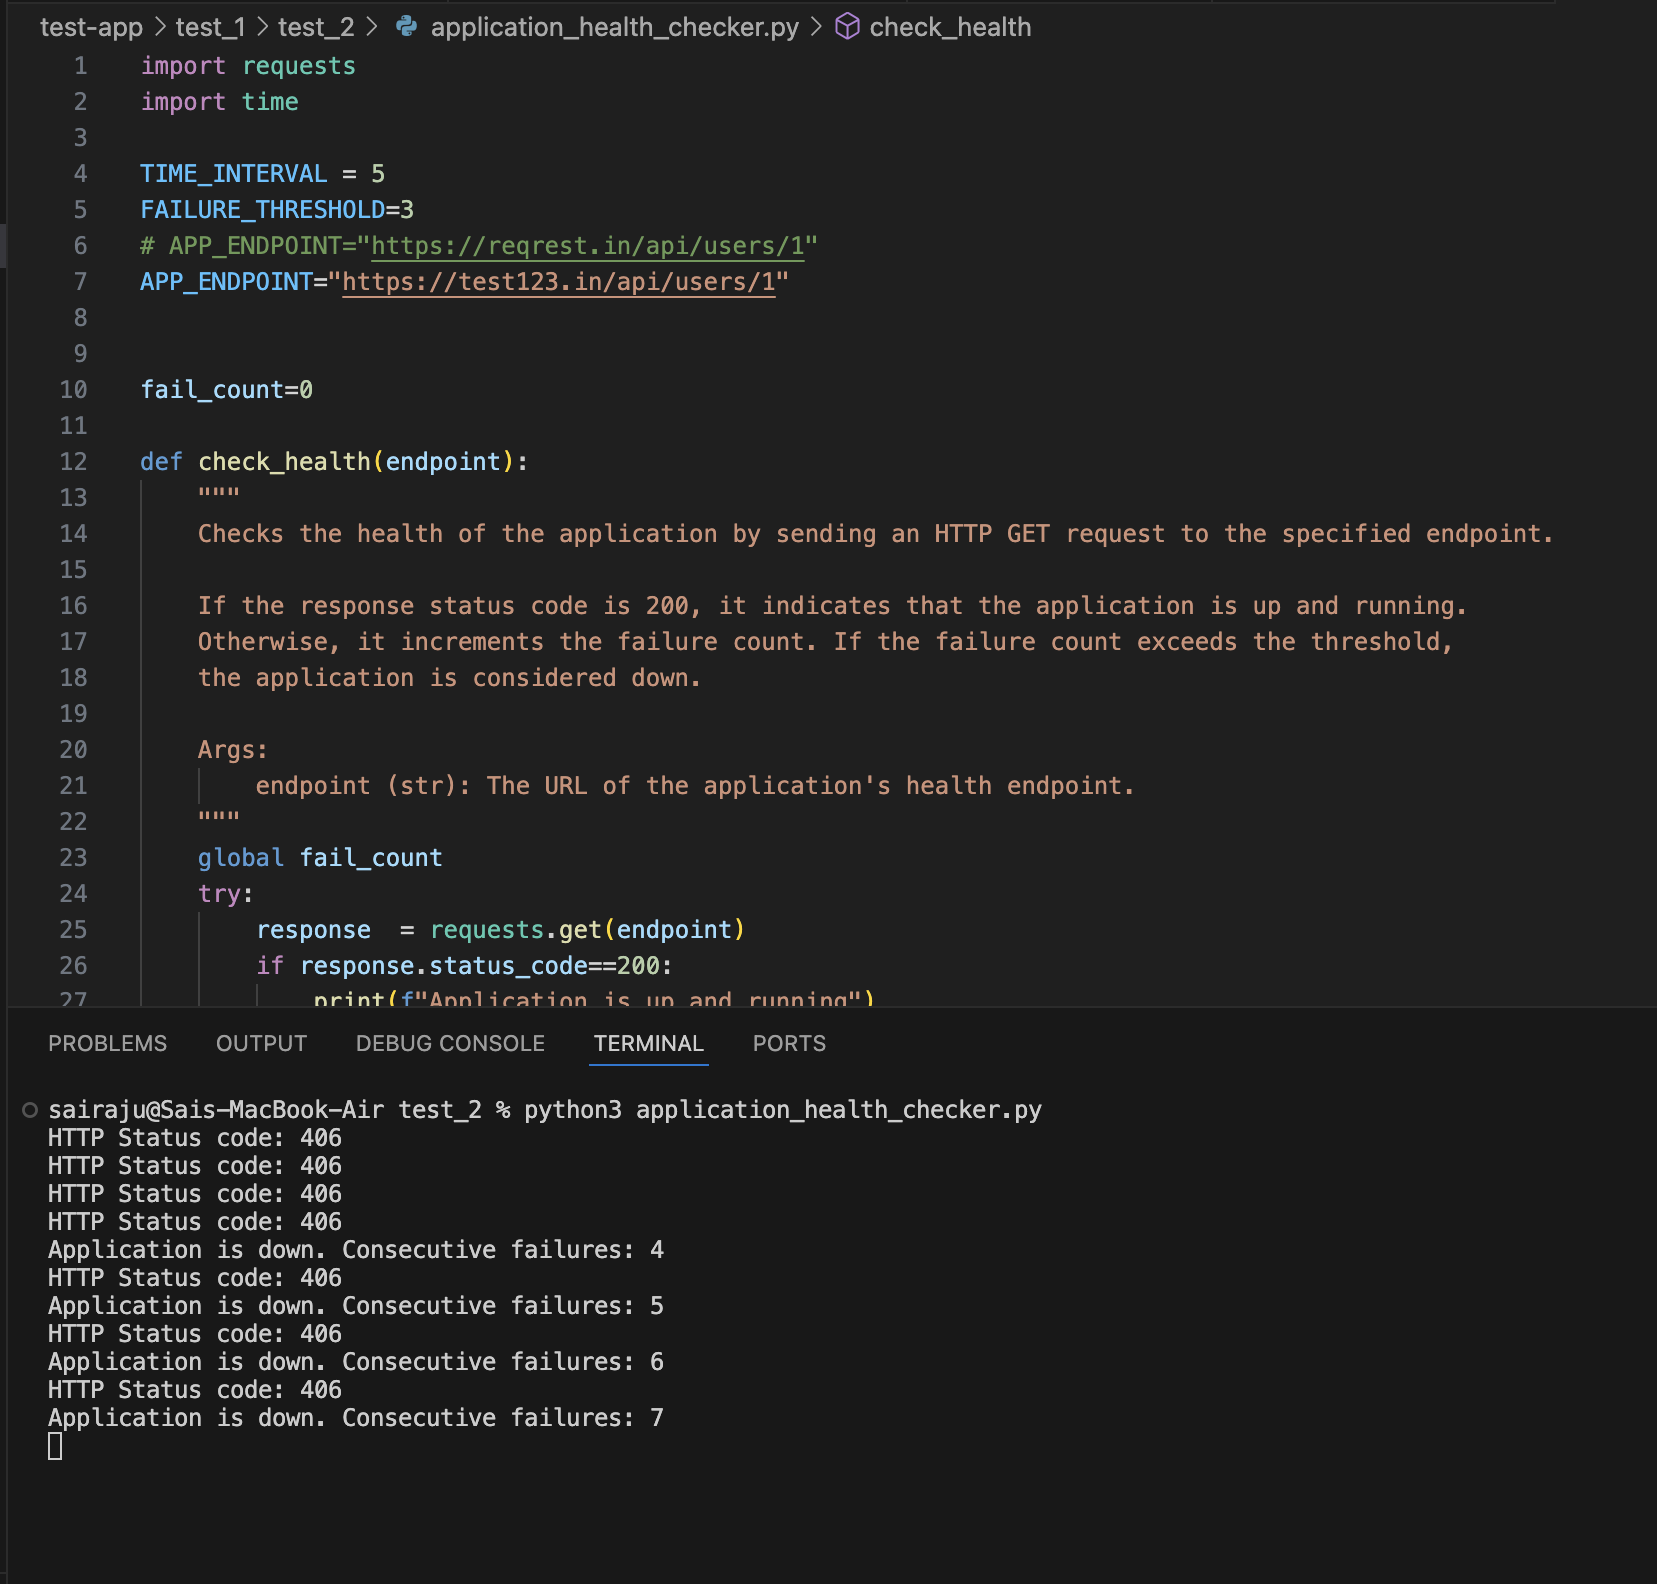 test-app > test_1 > test_2 > application_health_checker.py > check_health
1 import requests
2 import time
3
4 TIME_INTERVAL = 5
5 FAILURE_THRESHOLD=3
6 # APP_ENDPOINT="https://reqrest.in/api/users/1"
7 APP_ENDPOINT="https://test123.in/api/users/1"
8
9
10 fail_count=0
11
12 def check_health(endpoint):
13     """
14     Checks the health of the application by sending an HTTP GET request to the specified endpoint.
15
16     If the response status code is 200, it indicates that the application is up and running.
17     Otherwise, it increments the failure count. If the failure count exceeds the threshold,
18     the application is considered down.
19
20     Args:
21         endpoint (str): The URL of the application's health endpoint.
22     """
23     global fail_count
24     try:
25         response  = requests.get(endpoint)
26         if response.status_code==200:
27             print(f"Application is up and running")
PROBLEMS OUTPUT DEBUG CONSOLE TERMINAL PORTS
sairaju@Sais-MacBook-Air test_2 % python3 application_health_checker.py
HTTP Status code: 406
HTTP Status code: 406
HTTP Status code: 406
HTTP Status code: 406
Application is down. Consecutive failures: 4
HTTP Status code: 406
Application is down. Consecutive failures: 5
HTTP Status code: 406
Application is down. Consecutive failures: 6
HTTP Status code: 406
Application is down. Consecutive failures: 7